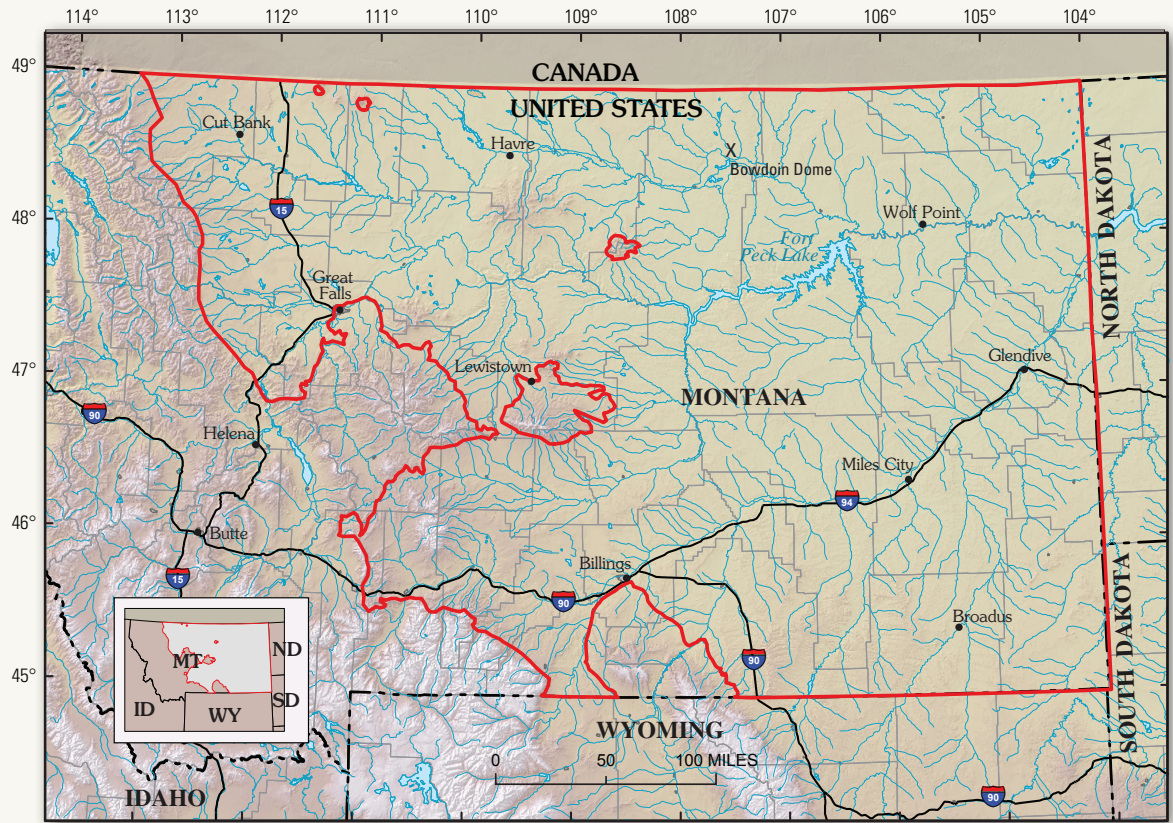 114° 113° 112° 111° 110° 109° 108° 107° 106° 105° 104°
49°
CANADA
UNITED STATES
Cut Bank
Havre
X
Bowdoin Dome
NORTH DAKOTA
48°
15
Wolf Point
Fort
Peck Lake
Great
Falls
47°
Lewistown
Glendive
MONTANA
90
Helena
Miles City
94
46°
Butte
Billings
15
90
SOUTH DAKOTA
Broadus
90
45°
MT
ND
SD
ID
WY
WYOMING
0 50 100 MILES
IDAHO
90